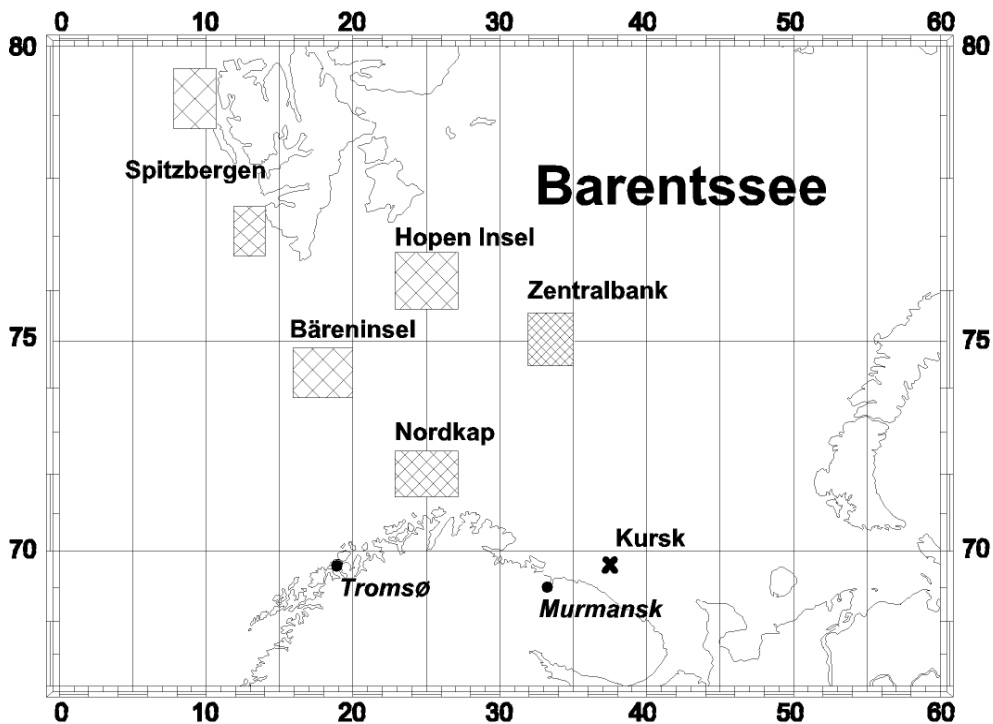 0 10 20 30 40 50 60
80 80
Spitzbergen
Barentssee
Hopen Insel
Zentralbank
Bäreninsel
75 75
Nordkap
Kursk
70 70
Tromsø
Murmansk
0 10 20 30 40 50 60